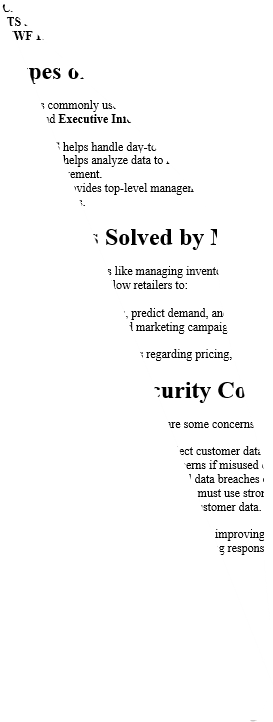 TS
WF
pes o
commonly us
d Executive In
helps handle day-to
helps analyze data to
ement.
vides top-level managem
s.
Solved by
s like managing invento
low retailers to:
, predict demand, an
marketing campaig
s regarding pricing,
curity Co
are some concerns
ect customer data
erns if misused
data breaches
must use stron
stomer data.
improving
g respons